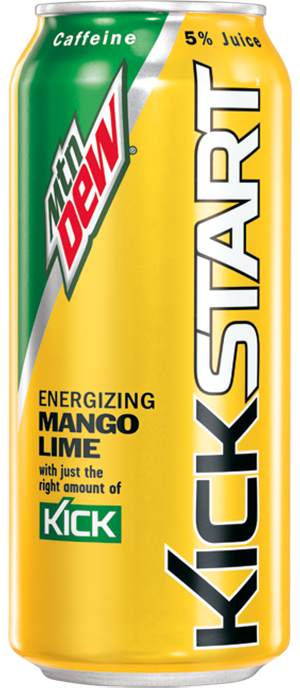 Caffeine
5% Juice
Mtn
DEW®
KICKSTART
ENERGIZING
MANGO
LIME
with just the
right amount of
KICK